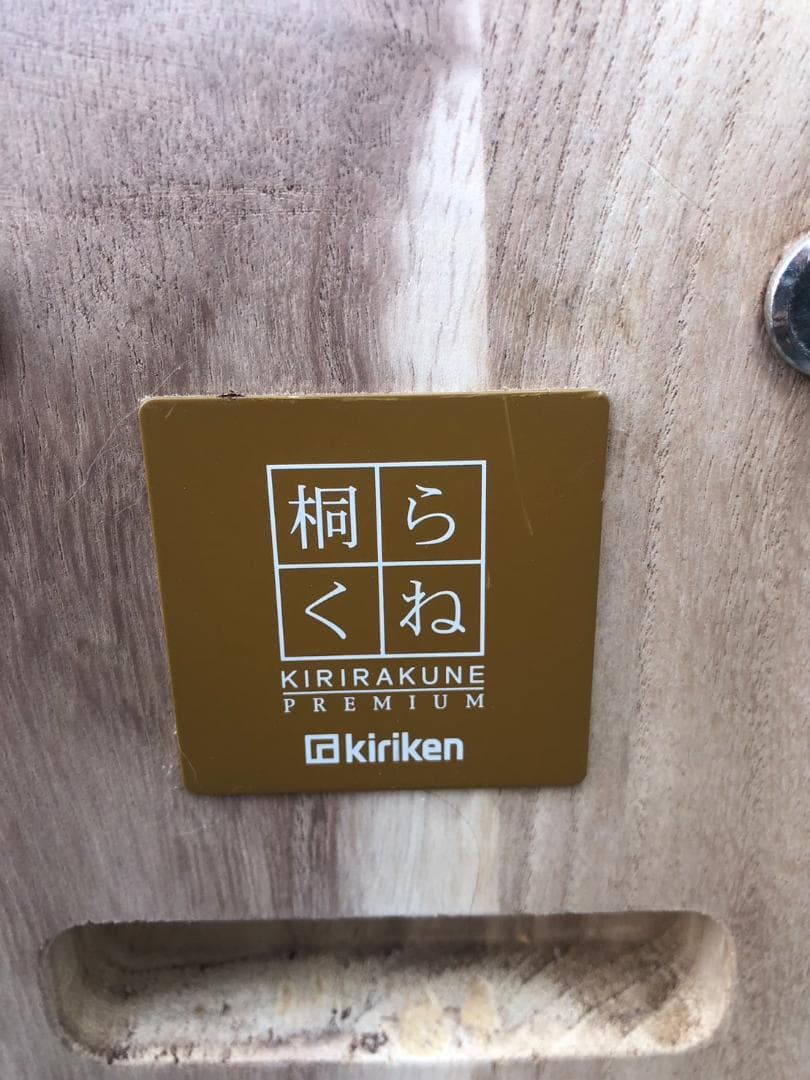 桐ら
くね
KIRIRAKUNE
PREMIUM
kiriken